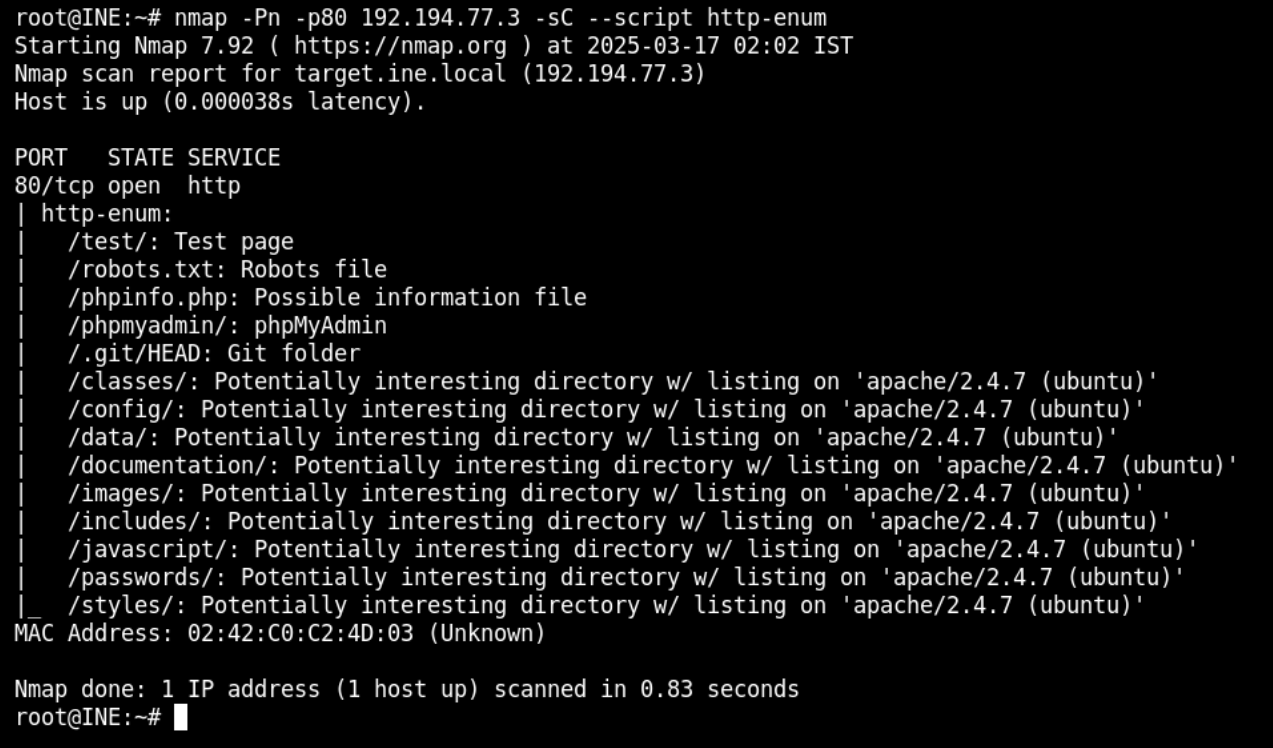 root@INE:~# nmap -Pn -p80 192.194.77.3 -sC --script http-enum
Starting Nmap 7.92 ( https://nmap.org ) at 2025-03-17 02:02 IST
Nmap scan report for target.ine.local (192.194.77.3)
Host is up (0.000038s latency).
PORT   STATE SERVICE
80/tcp open  http
| http-enum:
|   /test/: Test page
|   /robots.txt: Robots file
|   /phpinfo.php: Possible information file
|   /phpmyadmin/: phpMyAdmin
|   /.git/HEAD: Git folder
|   /classes/: Potentially interesting directory w/ listing on 'apache/2.4.7 (ubuntu)'
|   /config/: Potentially interesting directory w/ listing on 'apache/2.4.7 (ubuntu)'
|   /data/: Potentially interesting directory w/ listing on 'apache/2.4.7 (ubuntu)'
|   /documentation/: Potentially interesting directory w/ listing on 'apache/2.4.7 (ubuntu)'
|   /images/: Potentially interesting directory w/ listing on 'apache/2.4.7 (ubuntu)'
|   /includes/: Potentially interesting directory w/ listing on 'apache/2.4.7 (ubuntu)'
|   /javascript/: Potentially interesting directory w/ listing on 'apache/2.4.7 (ubuntu)'
|   /passwords/: Potentially interesting directory w/ listing on 'apache/2.4.7 (ubuntu)'
|_  /styles/: Potentially interesting directory w/ listing on 'apache/2.4.7 (ubuntu)'
MAC Address: 02:42:C0:C2:4D:03 (Unknown)
Nmap done: 1 IP address (1 host up) scanned in 0.83 seconds
root@INE:~#